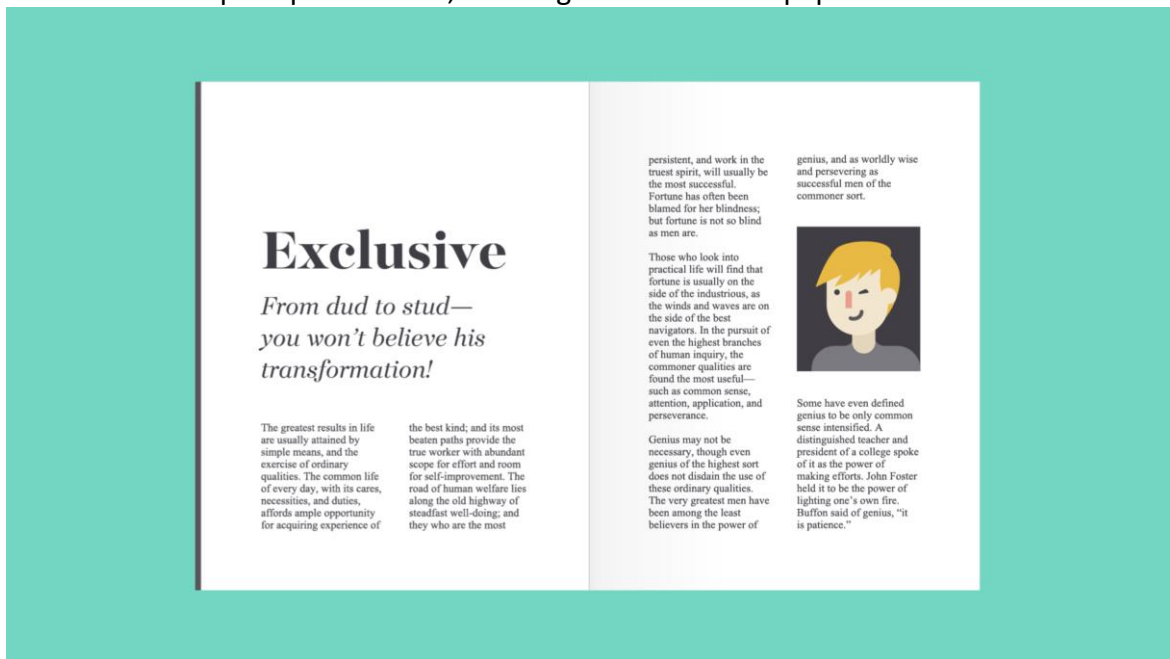 Exclusive
From dud to stud—
you won't believe his
transformation!
The greatest results in life
are usually attained by
simple means, and the
exercise of ordinary
qualities. The common life
of every day, with its cares,
necessities, and duties,
affords ample opportunity
for acquiring experience of
the best kind; and its most
beaten paths provide the
true worker with abundant
scope for effort and room
for self-improvement. The
road of human welfare lies
along the old highway of
steadfast well-doing; and
they who are the most
persistent, and work in the
truest spirit, will usually be
the most successful.
Fortune has often been
blamed for her blindness;
but fortune is not so blind
as men are.
Those who look into
practical life will find that
fortune is usually on the
side of the industrious, as
the winds and waves are on
the side of the best
navigators. In the pursuit of
even the highest branches
of human inquiry, the
commoner qualities are
found the most useful—
such as common sense,
attention, application, and
perseverance.
Genius may not be
necessary, though even
genius of the highest sort
does not disdain the use of
these ordinary qualities.
The very greatest men have
been among the least
believers in the power of
genius, and as worldly wise
and persevering as
successful men of the
commoner sort.
Some have even defined
genius to be only common
sense intensified. A
distinguished teacher and
president of a college spoke
of it as the power of
making efforts. John Foster
held it to be the power of
lighting one's own fire.
Buffon said of genius, “it
is patience.”